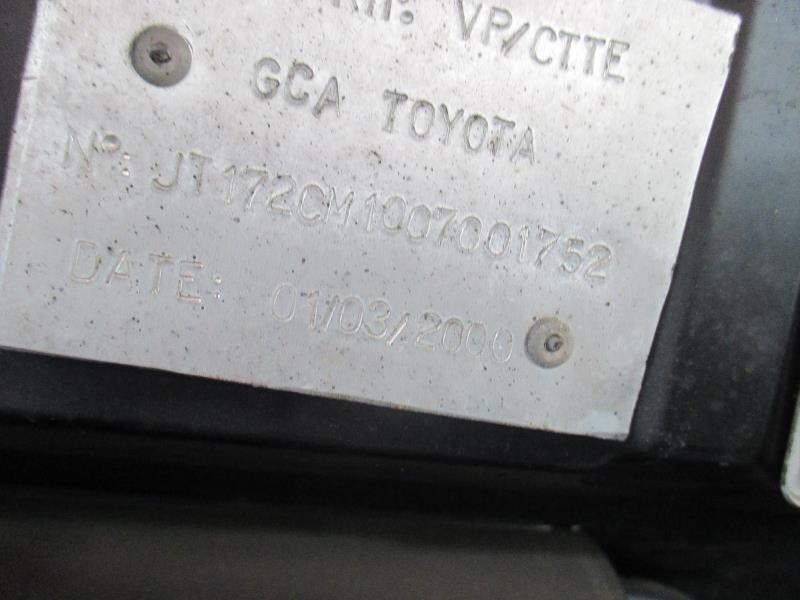 VP/CTTE
GCA TOYOTA
N°: JT172CM1007001752
DATE: 01/03/2000